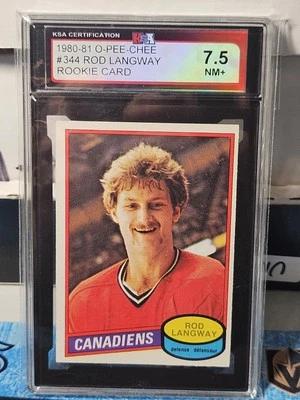 KSA CERTIFICATION
KSA
1980-81 O-PEE-CHEE
#344 ROD LANGWAY
ROOKIE CARD
7.5
NM+
CANADIENS
ROD
LANGWAY
defense défenseur